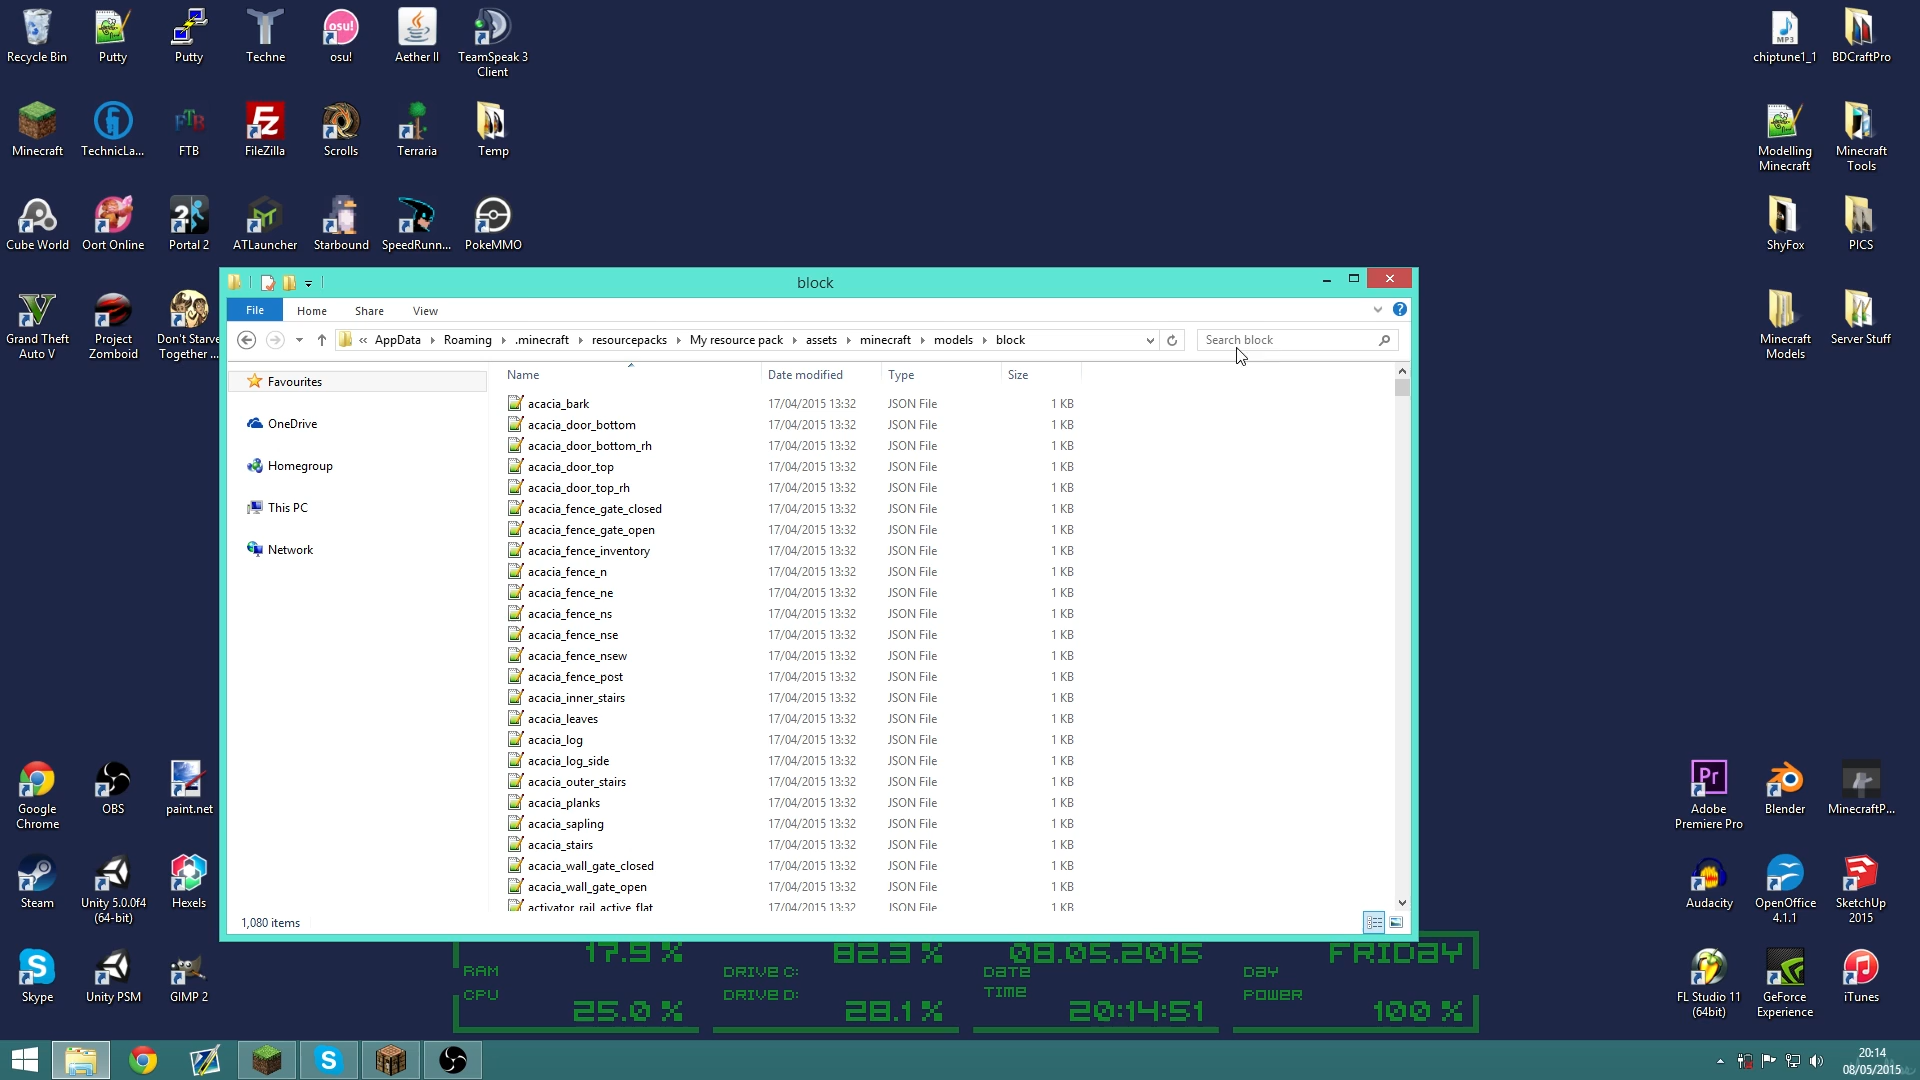 Recycle Bin
Putty
Putty
Techne
osu!
Aether II
TeamSpeak 3
Client
chiptune1_1
BDCraftPro
Minecraft
TechnicLa...
FTB
FileZilla
Scrolls
Terraria
Temp
Modelling
Minecraft
Minecraft
Tools
Cube World
Oort Online
Portal 2
ATLauncher
Starbound
SpeedRunn...
PokeMMO
ShyFox
PICS
Grand Theft
Auto V
Project
Zomboid
Don't Starve
Together ...
Minecraft
Models
Server Stuff
block
File
Home
Share
View
« AppData
Roaming
.minecraft
resourcepacks
My resource pack
assets
minecraft
models
block
Search block
Favourites
OneDrive
Homegroup
This PC
Network
Name Date modified Type Size
acacia_bark 17/04/2015 13:32 JSON File 1 KB
acacia_door_bottom 17/04/2015 13:32 JSON File 1 KB
acacia_door_bottom_rh 17/04/2015 13:32 JSON File 1 KB
acacia_door_top 17/04/2015 13:32 JSON File 1 KB
acacia_door_top_rh 17/04/2015 13:32 JSON File 1 KB
acacia_fence_gate_closed 17/04/2015 13:32 JSON File 1 KB
acacia_fence_gate_open 17/04/2015 13:32 JSON File 1 KB
acacia_fence_inventory 17/04/2015 13:32 JSON File 1 KB
acacia_fence_n 17/04/2015 13:32 JSON File 1 KB
acacia_fence_ne 17/04/2015 13:32 JSON File 1 KB
acacia_fence_ns 17/04/2015 13:32 JSON File 1 KB
acacia_fence_nse 17/04/2015 13:32 JSON File 1 KB
acacia_fence_nsew 17/04/2015 13:32 JSON File 1 KB
acacia_fence_post 17/04/2015 13:32 JSON File 1 KB
acacia_inner_stairs 17/04/2015 13:32 JSON File 1 KB
acacia_leaves 17/04/2015 13:32 JSON File 1 KB
acacia_log 17/04/2015 13:32 JSON File 1 KB
acacia_log_side 17/04/2015 13:32 JSON File 1 KB
acacia_outer_stairs 17/04/2015 13:32 JSON File 1 KB
acacia_planks 17/04/2015 13:32 JSON File 1 KB
acacia_sapling 17/04/2015 13:32 JSON File 1 KB
acacia_stairs 17/04/2015 13:32 JSON File 1 KB
acacia_wall_gate_closed 17/04/2015 13:32 JSON File 1 KB
acacia_wall_gate_open 17/04/2015 13:32 JSON File 1 KB
activator_rail_active_flat 17/04/2015 13:32 JSON File 1 KB
1,080 items
Google
Chrome
OBS
paint.net
Adobe
Premiere Pro
Blender
MinecraftP...
Steam
Unity 5.0.0f4
(64-bit)
Hexels
Audacity
OpenOffice
4.1.1
SketchUp
2015
Skype
Unity PSM
GIMP 2
FL Studio 11
(64bit)
GeForce
Experience
iTunes
RAM 17.9 %
CPU 25.0 %
DRIVE C: 82.3 %
DRIVE D: 28.1 %
DATE 08.05.2015
TIME 20:14:51
DAY FRIDAY
POWER 100 %
20:14
08/05/2015